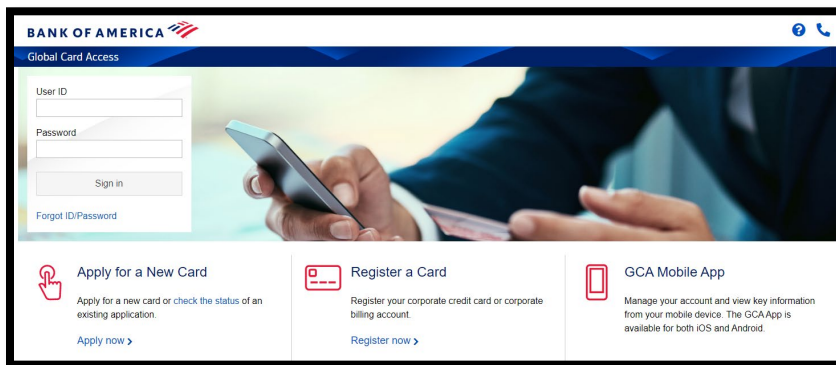 BANK OF AMERICA
Global Card Access
User ID
Password
Sign in
Forgot ID/Password
Apply for a New Card
Apply for a new card or check the status of an
existing application.
Apply now >
Register a Card
Register your corporate credit card or corporate
billing account.
Register now >
GCA Mobile App
Manage your account and view key information
from your mobile device. The GCA App is
available for both iOS and Android.